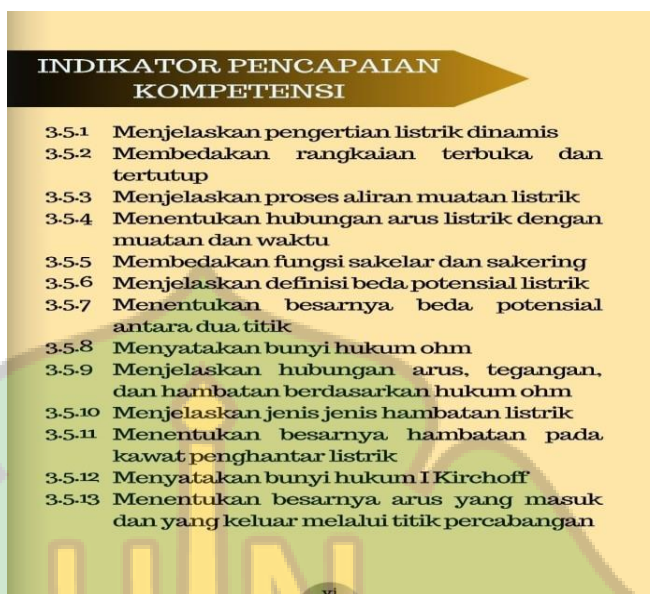 INDIKATOR PENCAPAIAN
KOMPETENSI
3.5.1 Menjelaskan pengertian listrik dinamis
3.5.2 Membedakan rangkaian terbuka dan
tertutup
3.5.3 Menjelaskan proses aliran muatan listrik
3.5.4 Menentukan hubungan arus listrik dengan
muatan dan waktu
3.5.5 Membedakan fungsi sakelar dan sakering
3.5.6 Menjelaskan definisi beda potensial listrik
3.5.7 Menentukan besarnya beda potensial
antara dua titik
3.5.8 Menyatakan bunyi hukum ohm
3.5.9 Menjelaskan hubungan arus, tegangan,
dan hambatan berdasarkan hukum ohm
3.5.10 Menjelaskan jenis jenis hambatan listrik
3.5.11 Menentukan besarnya hambatan pada
kawat penghantar listrik
3.5.12 Menyatakan bunyi hukum I Kirchoff
3.5.13 Menentukan besarnya arus yang masuk
dan yang keluar melalui titik percabangan
UIN
vi